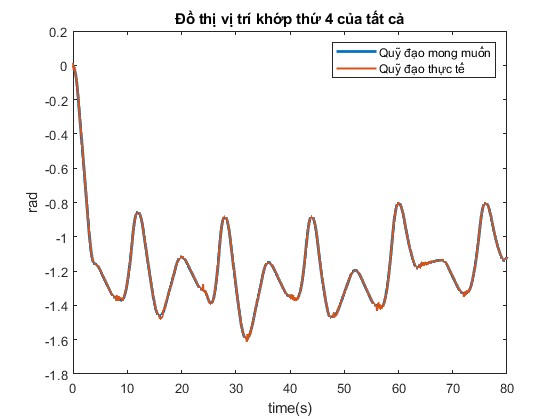 Đồ thị vị trí khớp thứ 4 của tất cả
Quỹ đạo mong muốn
Quỹ đạo thực tế
0.2
0
-0.2
-0.4
-0.6
-0.8
-1
-1.2
-1.4
-1.6
-1.8
rad
0 10 20 30 40 50 60 70 80
time(s)